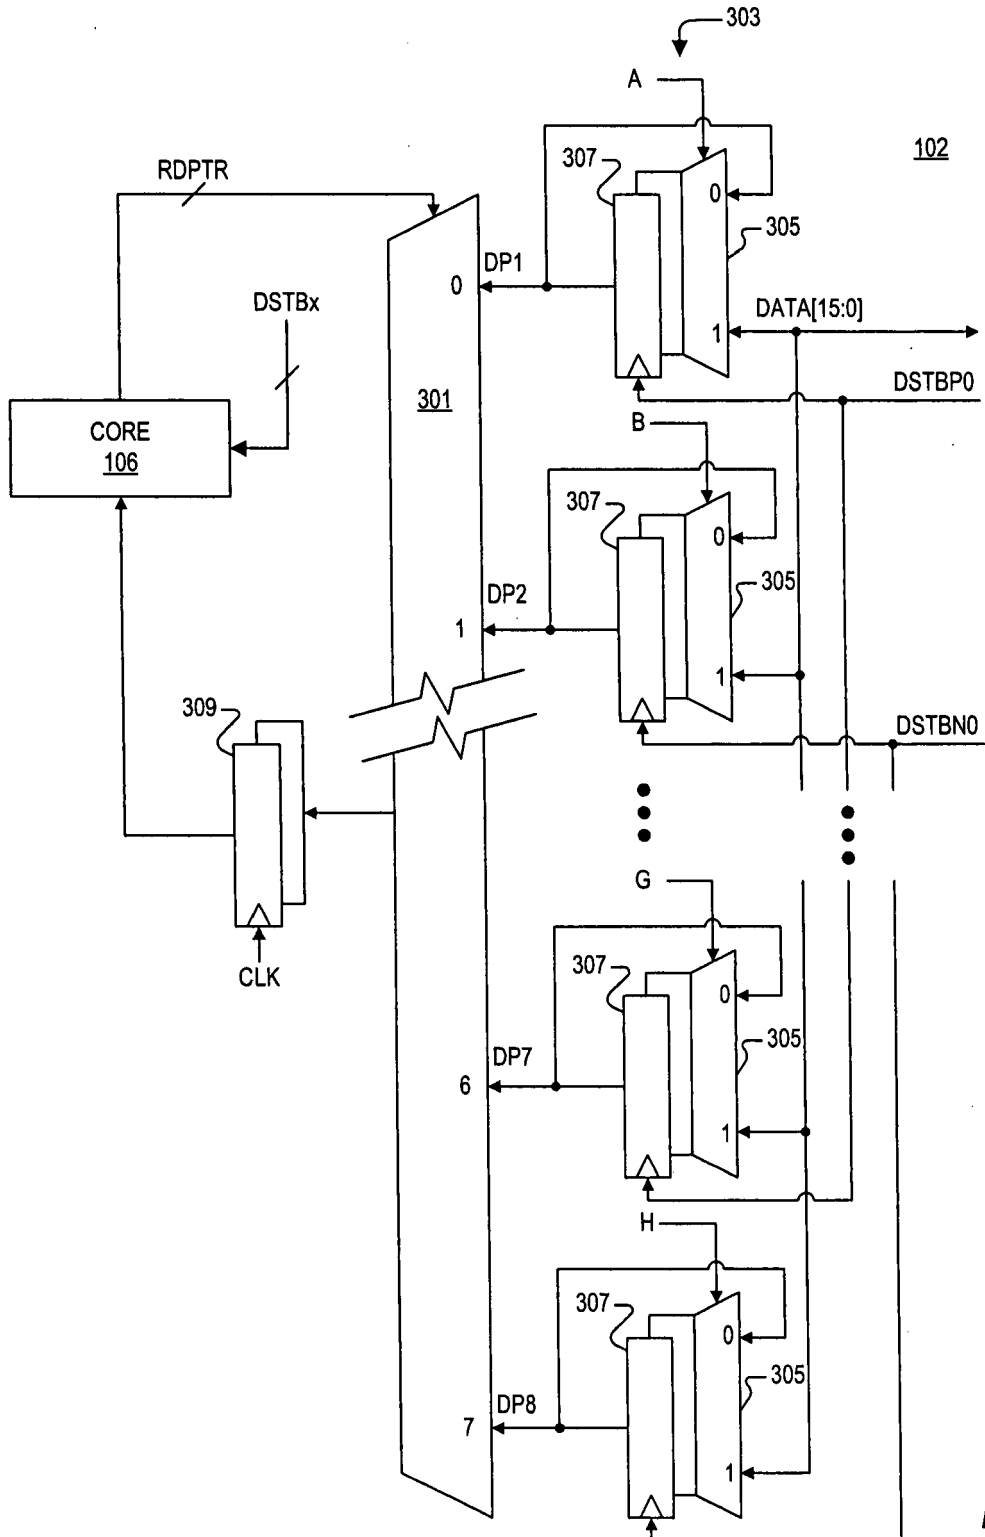 303
A
102
RDPTR
307
0
305
DP1
0
DSTBx
1
DATA[15:0]
DSTBP0
301
CORE
106
B
307
0
305
DP2
1
1
309
DSTBN0
G
CLK
307
0
305
DP7
6
1
H
307
0
305
DP8
7
1